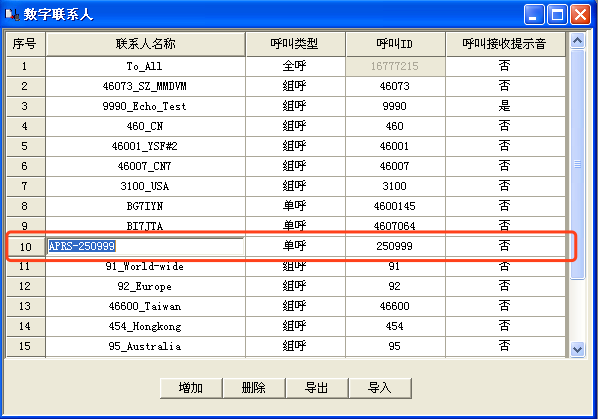 数字联系人
序号 联系人名称 呼叫类型 呼叫ID 呼叫接收提示音
1 To_All 全呼 16777215 否
2 46073_SZ_MMDVM 组呼 46073 否
3 9990_Echo_Test 组呼 9990 是
4 460_CN 组呼 460 否
5 46001_YSF#2 组呼 46001 否
6 46007_CN7 组呼 46007 否
7 3100_USA 组呼 3100 否
8 BG7IYN 单呼 4600145 否
9 BI7JTA 单呼 4607064 否
10 APRS-250999 单呼 250999 否
11 91_World-wide 组呼 91 否
12 92_Europe 组呼 92 否
13 46600_Taiwan 组呼 46600 否
14 454_Hongkong 组呼 454 否
15 95_Australia 组呼 95 否
增加 删除 导出 导入